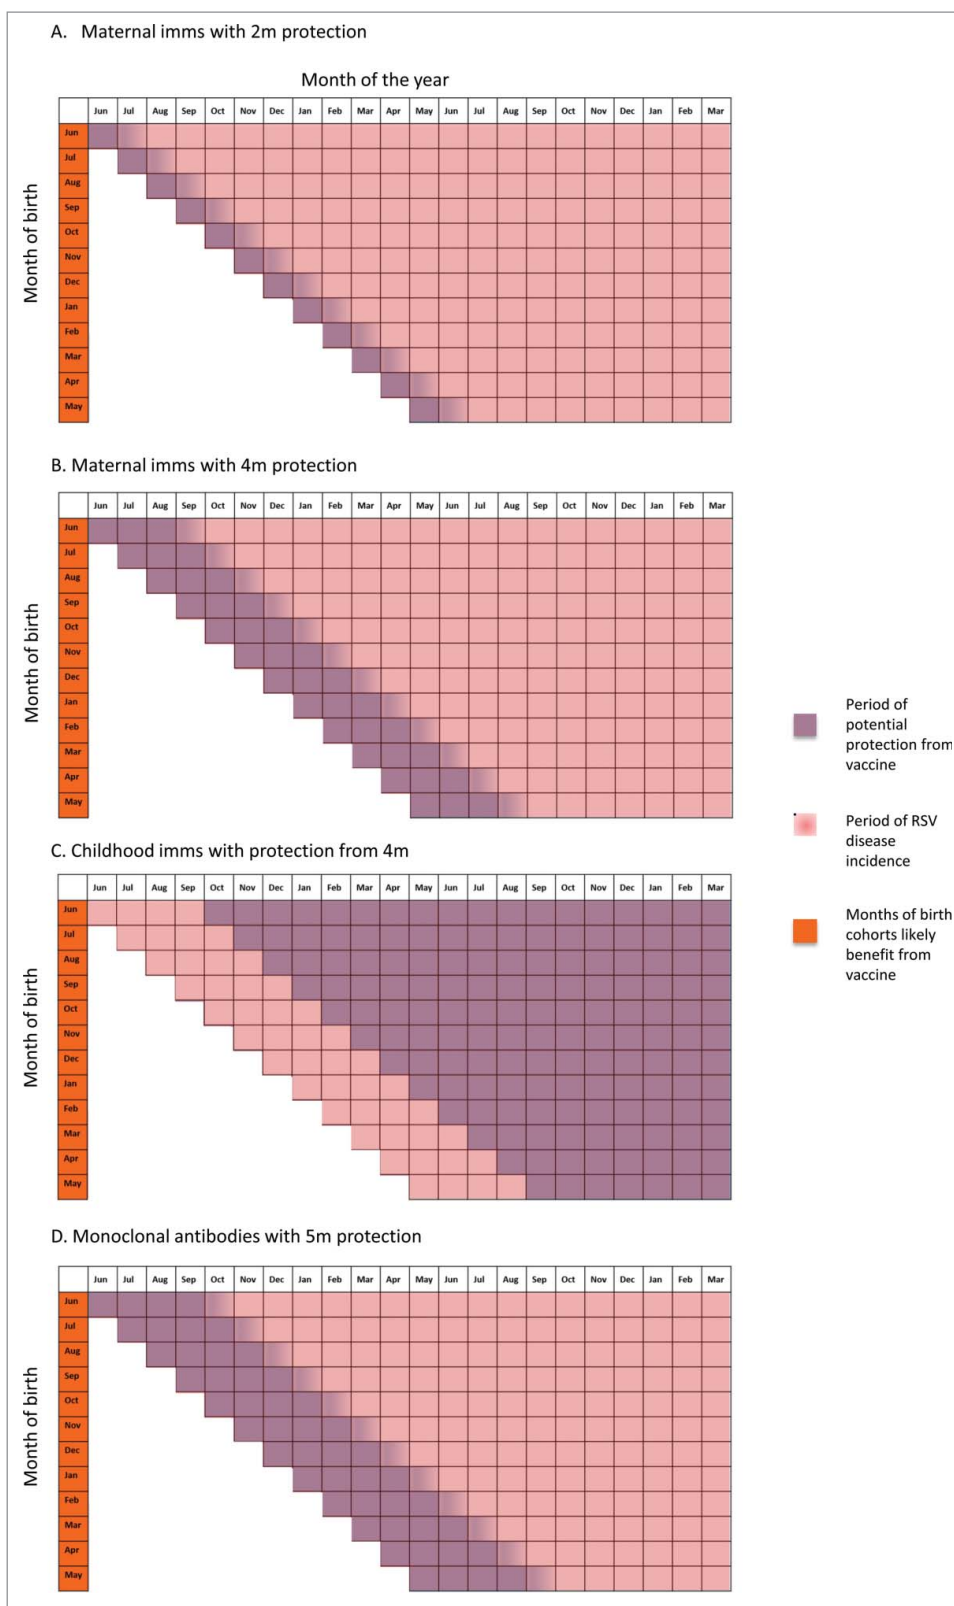 A. Maternal imms with 2m protection
Month of the year
Jun Jul Aug Sep Oct Nov Dec Jan Feb Mar Apr May Jun Jul Aug Sep Oct Nov Dec Jan Feb Mar
Month of birth
Jun
Jul
Aug
Sep
Oct
Nov
Dec
Jan
Feb
Mar
Apr
May
B. Maternal imms with 4m protection
Jun Jul Aug Sep Oct Nov Dec Jan Feb Mar Apr May Jun Jul Aug Sep Oct Nov Dec Jan Feb Mar
Month of birth
Jun
Jul
Aug
Sep
Oct
Nov
Dec
Jan
Feb
Mar
Apr
May
C. Childhood imms with protection from 4m
Jun Jul Aug Sep Oct Nov Dec Jan Feb Mar Apr May Jun Jul Aug Sep Oct Nov Dec Jan Feb Mar
Month of birth
Jun
Jul
Aug
Sep
Oct
Nov
Dec
Jan
Feb
Mar
Apr
May
D. Monoclonal antibodies with 5m protection
Jun Jul Aug Sep Oct Nov Dec Jan Feb Mar Apr May Jun Jul Aug Sep Oct Nov Dec Jan Feb Mar
Month of birth
Jun
Jul
Aug
Sep
Oct
Nov
Dec
Jan
Feb
Mar
Apr
May
Period of
potential
protection from
vaccine
Period of RSV
disease
incidence
Months of birth
cohorts likely
benefit from
vaccine